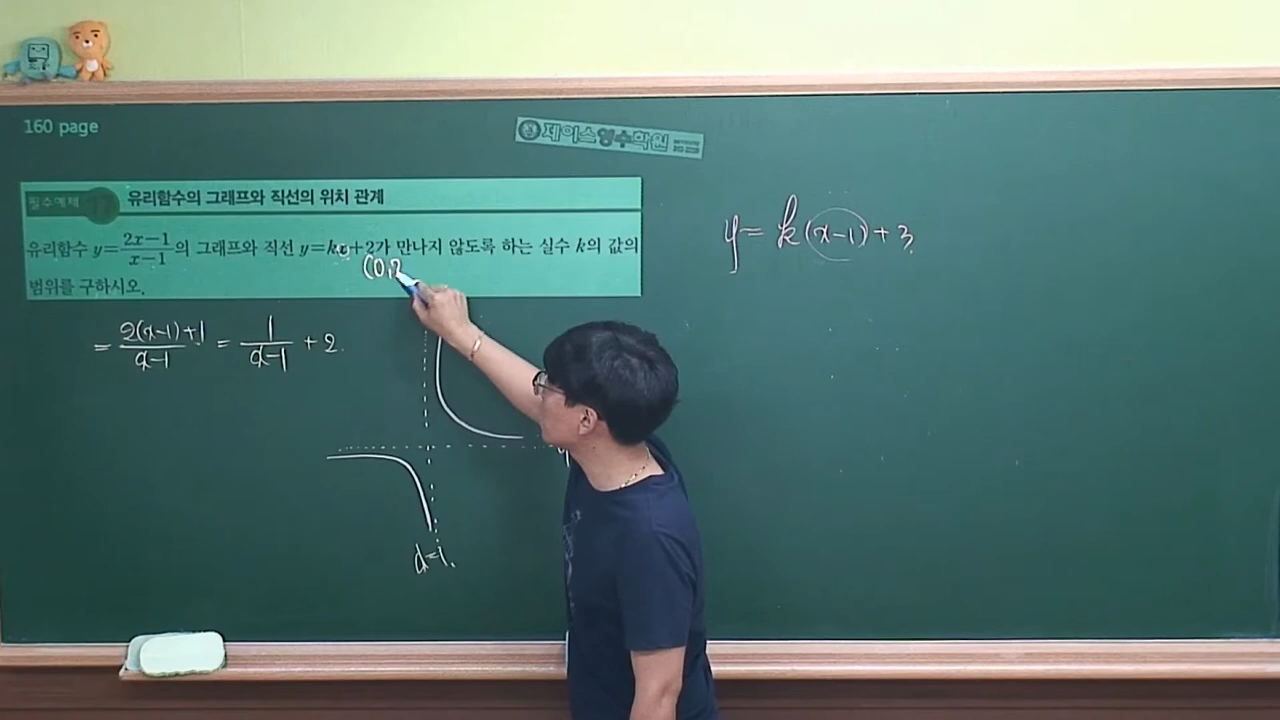 160 page
제이스영수학원
필수예제 유리함수의 그래프와 직선의 위치 관계
유리함수 y=\frac{2x-1}{x-1}의 그래프와 직선 y=kx+2가 만나지 않도록 하는 실수 k의 값의
범위를 구하시오.
(0,2
= \frac{2(x-1)+1}{x-1} = \frac{1}{x-1} + 2.
x=1.
y= k(x-1)+3